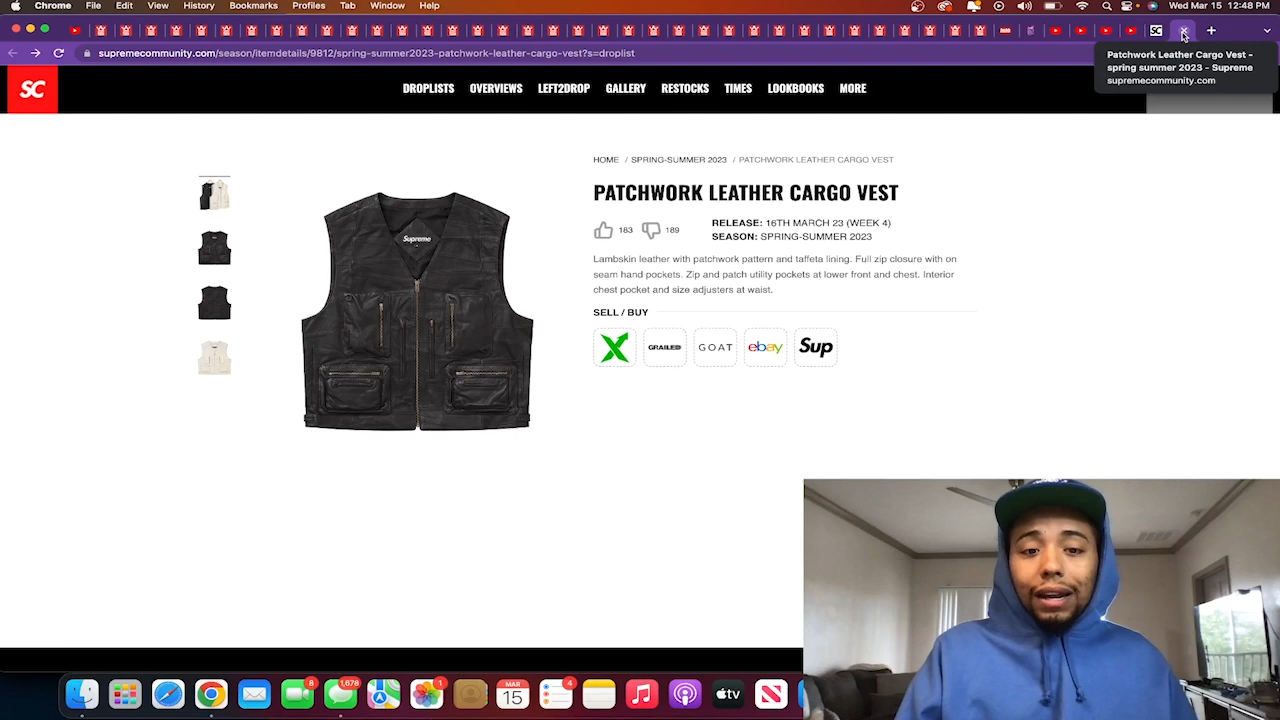 Chrome File Edit View History Bookmarks Profiles Tab Window Help
Wed Mar 15 12:48 PM
SC
supremecommunity.com/season/itemdetails/9812/spring-summer2023-patchwork-leather-cargo-vest?s=droplist
Patchwork Leather Cargo Vest -
spring summer 2023 - Supreme
supremecommunity.com
SC
DROPLISTS OVERVIEWS LEFT2DROP GALLERY RESTOCKS TIMES LOOKBOOKS MORE
HOME / SPRING-SUMMER 2023 / PATCHWORK LEATHER CARGO VEST
PATCHWORK LEATHER CARGO VEST
183 189
RELEASE: 16TH MARCH 23 (WEEK 4)
SEASON: SPRING-SUMMER 2023
Lambskin leather with patchwork pattern and taffeta lining. Full zip closure with on
seam hand pockets. Zip and patch utility pockets at lower front and chest. Interior
chest pocket and size adjusters at waist.
SELL / BUY
X GRAILED GOAT ebay Sup
Supreme
8 1,678 1 MAR 15 4 tv